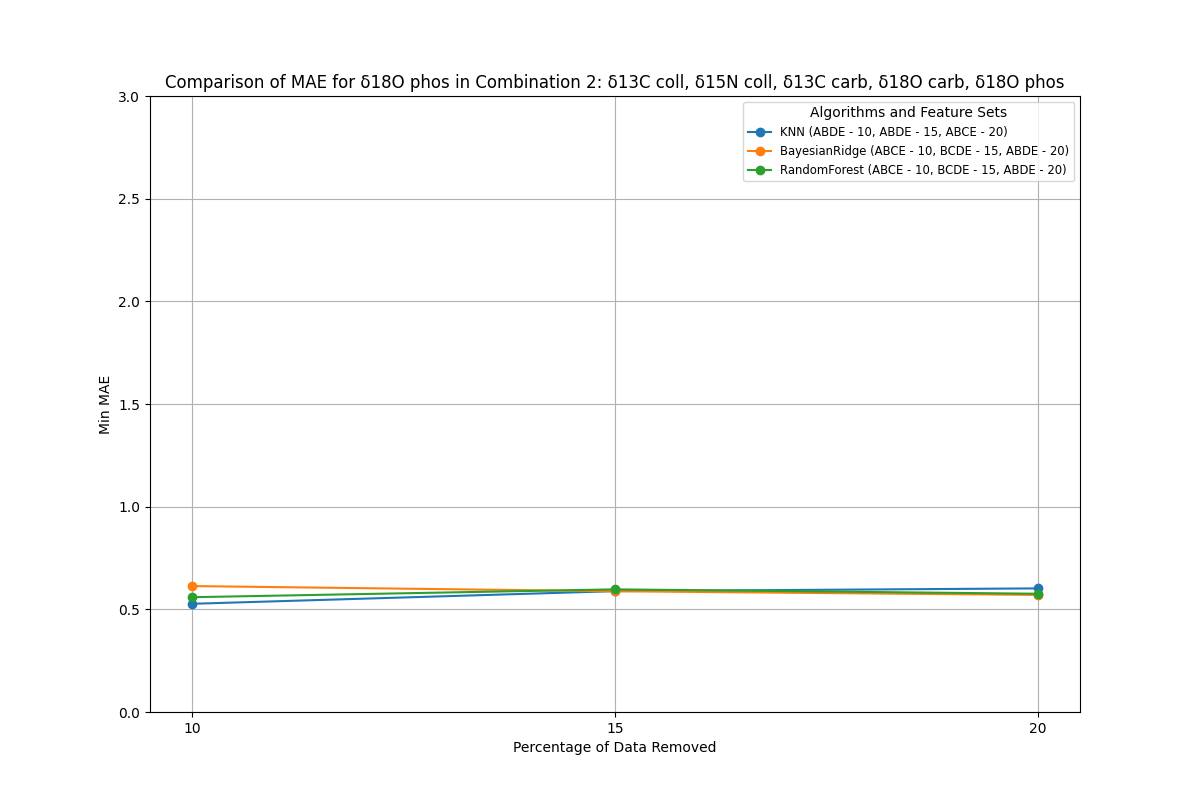 Comparison of MAE for δ18O phos in Combination 2: δ13C coll, δ15N coll, δ13C carb, δ18O carb, δ18O phos
3.0
2.5
2.0
1.5
1.0
0.5
0.0
Min MAE
Algorithms and Feature Sets
KNN (ABDE - 10, ABDE - 15, ABCE - 20)
BayesianRidge (ABCE - 10, BCDE - 15, ABDE - 20)
RandomForest (ABCE - 10, BCDE - 15, ABDE - 20)
10
15
20
Percentage of Data Removed